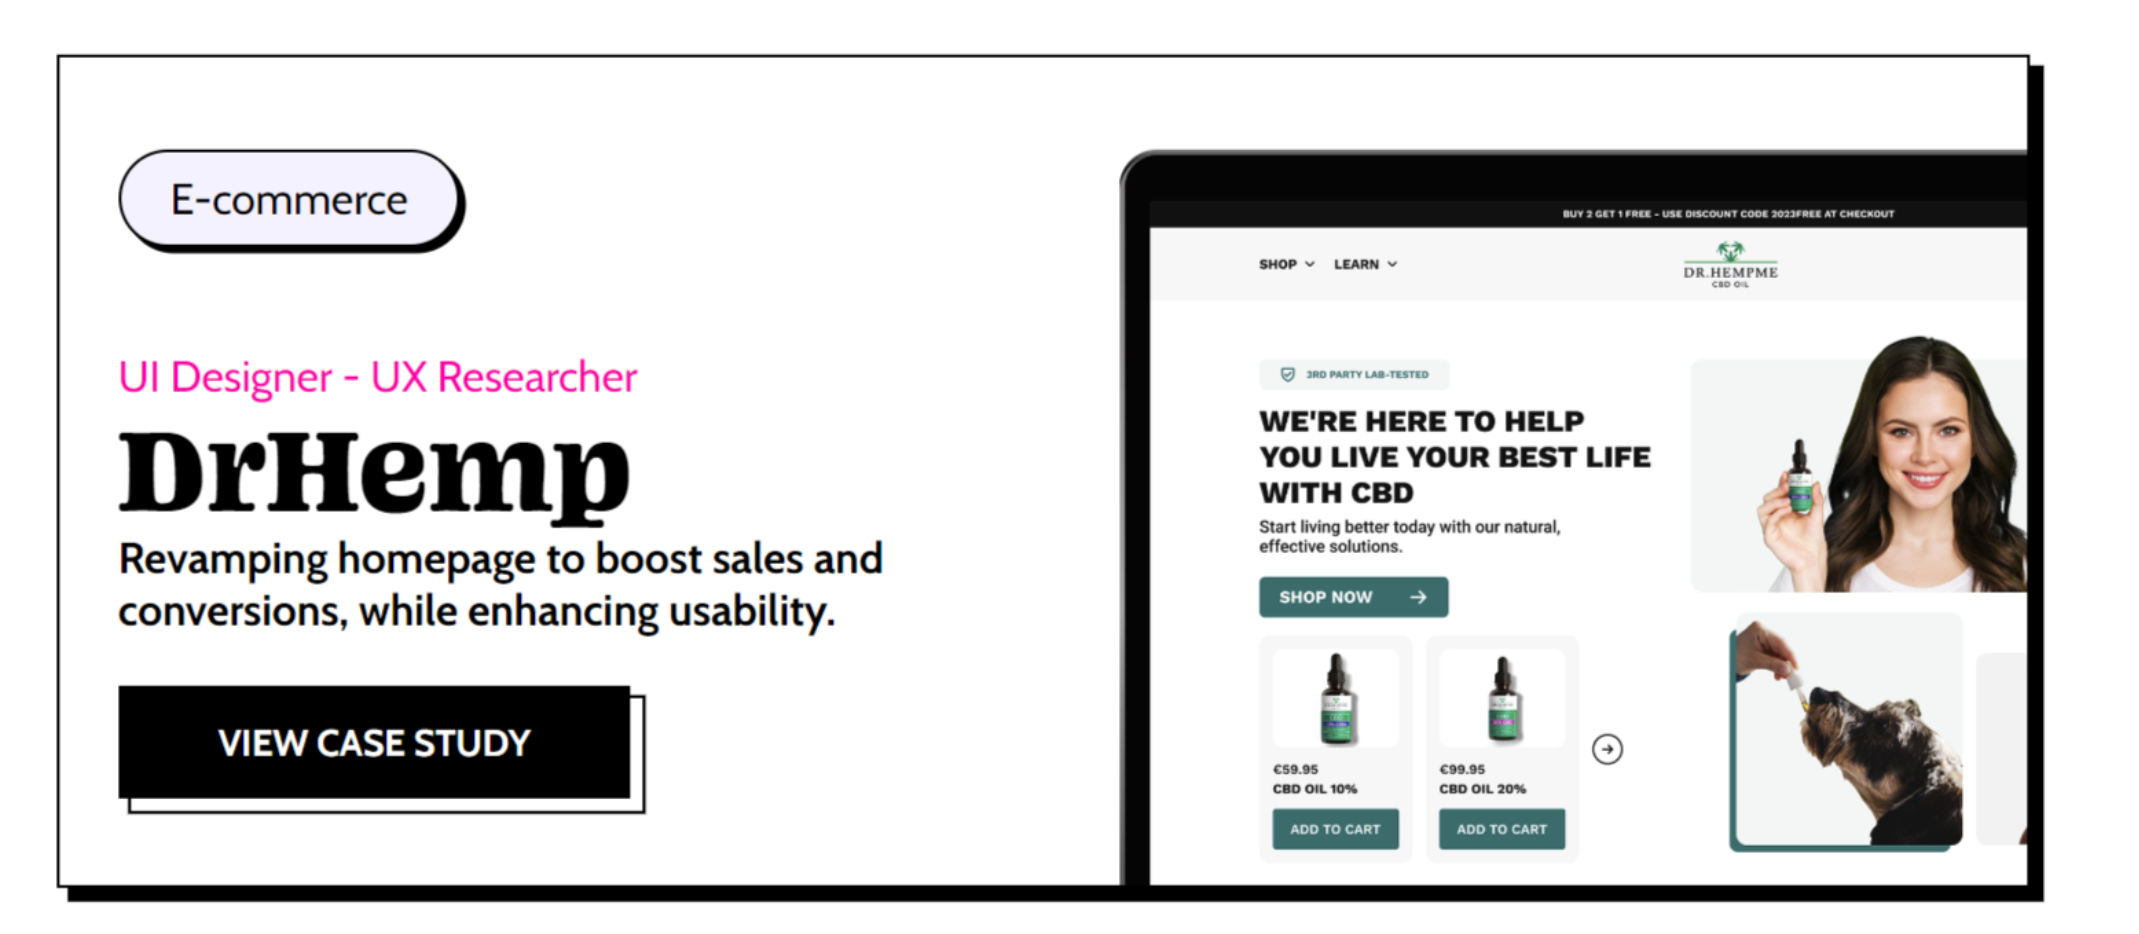 E-commerce
UI Designer - UX Researcher
DrHemp
Revamping homepage to boost sales and
conversions, while enhancing usability.
VIEW CASE STUDY
BUY 2 GET 1 FREE - USE DISCOUNT CODE 2023FREE AT CHECKOUT
SHOP LEARN
DR.HEMPME
CBD OIL
3RD PARTY LAB-TESTED
WE'RE HERE TO HELP
YOU LIVE YOUR BEST LIFE
WITH CBD
Start living better today with our natural,
effective solutions.
SHOP NOW
€59.95
CBD OIL 10%
ADD TO CART
€99.95
CBD OIL 20%
ADD TO CART